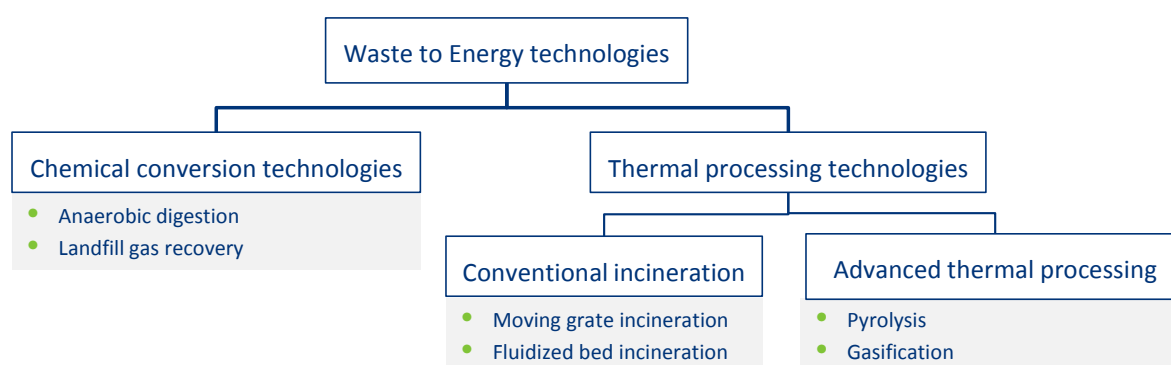 Waste to Energy technologies
Chemical conversion technologies
• Anaerobic digestion
• Landfill gas recovery
Thermal processing technologies
Conventional incineration
• Moving grate incineration
• Fluidized bed incineration
Advanced thermal processing
• Pyrolysis
• Gasification